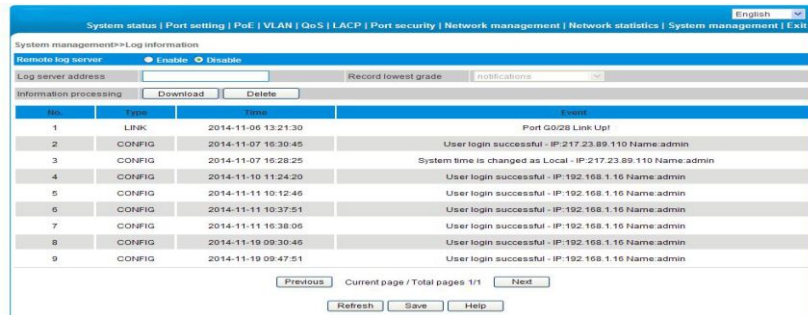 English
System status | Port setting | PoE | VLAN | QoS | LACP | Port security | Network management | Network statistics | System management | Exit
System management>>Log information
Remote log server Enable Disable
Log server address Record lowest grade notifications
Information processing Download Delete
No. Type Time Event
1 LINK 2014-11-06 13:21:30 Port G0/28 Link Up!
2 CONFIG 2014-11-07 16:30:45 User login successful - IP:217.23.89.110 Name:admin
3 CONFIG 2014-11-07 16:28:25 System time is changed as Local - IP:217.23.89.110 Name:admin
4 CONFIG 2014-11-10 11:24:20 User login successful - IP:192.168.1.16 Name:admin
5 CONFIG 2014-11-11 10:12:46 User login successful - IP:192.168.1.16 Name:admin
6 CONFIG 2014-11-11 10:37:51 User login successful - IP:192.168.1.16 Name:admin
7 CONFIG 2014-11-11 16:38:06 User login successful - IP:192.168.1.16 Name:admin
8 CONFIG 2014-11-19 09:30:46 User login successful - IP:192.168.1.16 Name:admin
9 CONFIG 2014-11-19 09:47:51 User login successful - IP:192.168.1.16 Name:admin
Previous Current page / Total pages 1/1 Next
Refresh Save Help